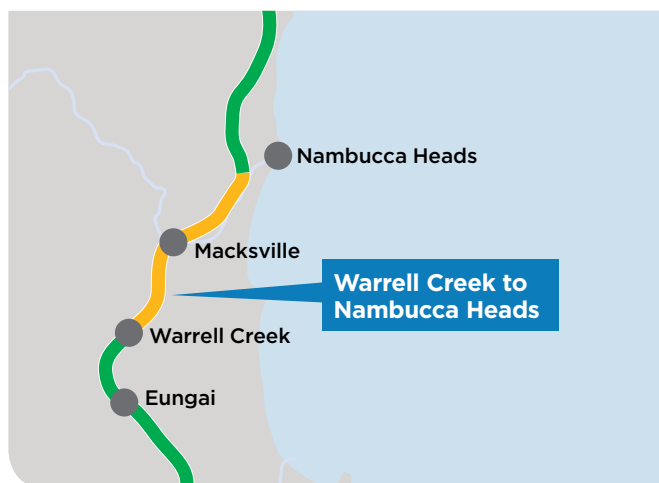 Nambucca Heads
Macksville
Warrell Creek to
Nambucca Heads
Warrell Creek
Eungai